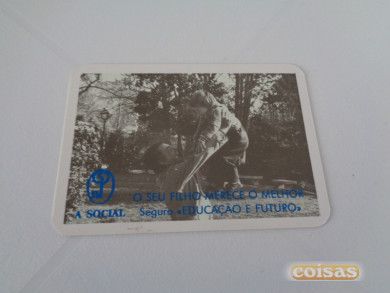 O SEU FILHO MERECE O MELHOR
A SOCIAL Seguro «EDUCAÇÃO E FUTURO»
coisas